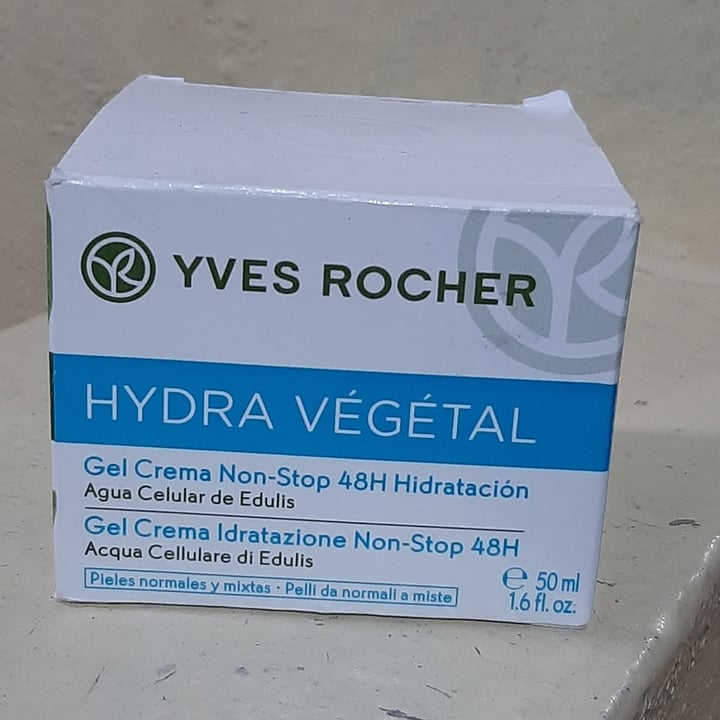 YVES ROCHER
HYDRA VÉGÉTAL
Gel Crema Non-Stop 48H Hidratación
Agua Celular de Edulis
Gel Crema Idratazione Non-Stop 48H
Acqua Cellulare di Edulis
Pieles normales y mixtas · Pelli da normali a miste
℮ 50 ml
1.6 fl. oz.